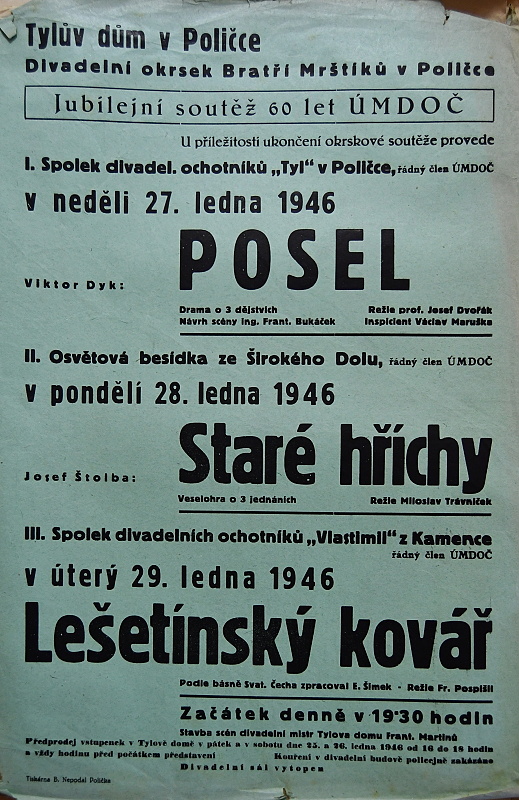 Tylův dům v Poličce
Divadelní okrsek Bratří Mrštíků v Poličce
Jubilejní soutěž 60 let ÚMDOČ
U příležitosti ukončení okrskové soutěže provede
I. Spolek divadel. ochotníků „Tyl“ v Poličce, řádný člen ÚMDOČ
v neděli 27. ledna 1946
POSEL
Viktor Dyk:
Drama o 3 dějstvích Režie prof. Josef Dvořák
Návrh scény ing. Frant. Bukáček Inspicient Václav Maruška
II. Osvětová besídka ze Širokého Dolu, řádný člen ÚMDOČ
v pondělí 28. ledna 1946
Staré hříchy
Josef Štolba:
Veselohra o 3 jednáních Režie Miloslav Trávníček
III. Spolek divadelních ochotníků „Vlastimil“ z Kamence
řádný člen ÚMDOČ
v úterý 29. ledna 1946
Lešetínský kovář
Podle básně Svat. Čecha zpracoval E. Šimek - Režie Fr. Pospíšil
Začátek denně v 19·30 hodin
Stavba scén divadelní mistr Tylova domu Frant. Martinů
Předprodej vstupenek v Tylově domě v pátek a v sobotu dne 25. a 26. ledna 1946 od 16 do 18 hodin
a vždy hodinu před počátkem představení Kouření v divadelní budově policejně zakázáno
Divadelní sál vytopen
Tiskárna B. Nepodal Polička